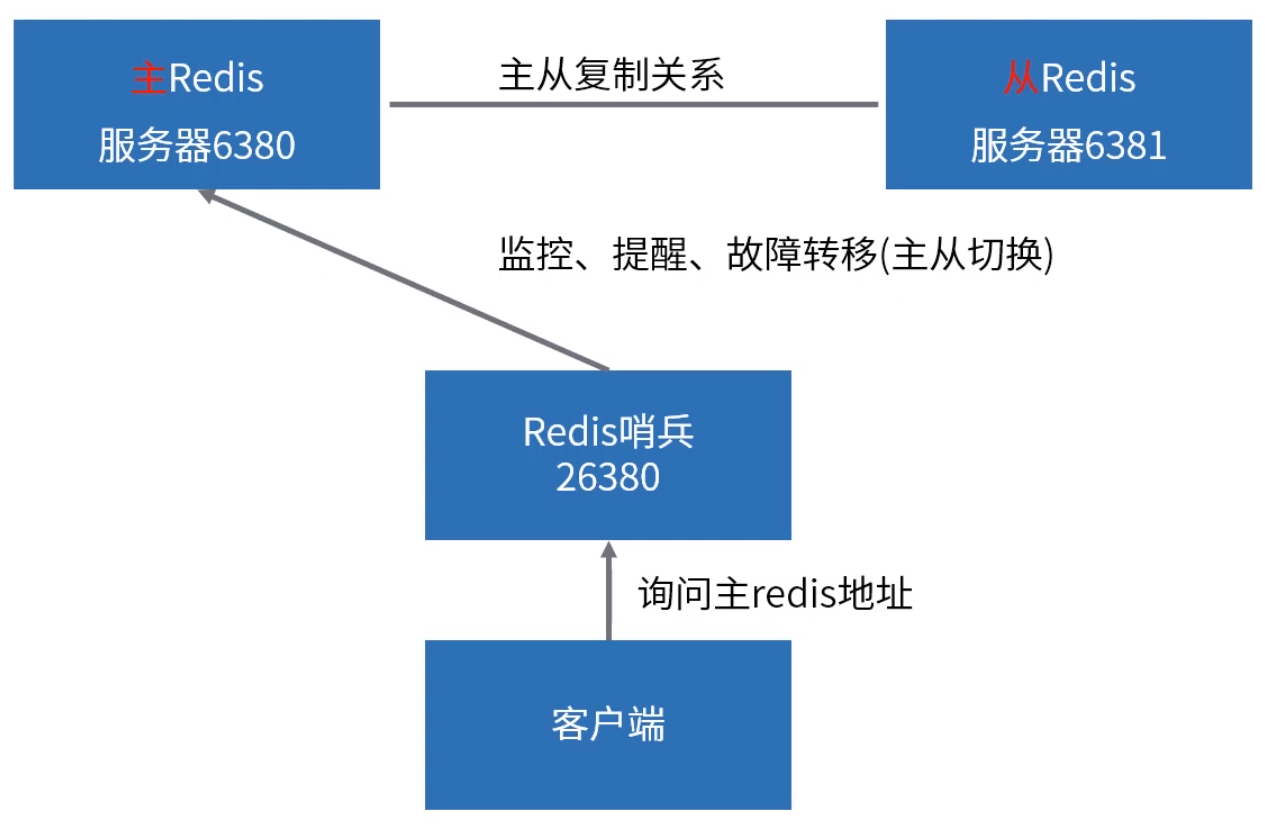 主Redis
服务器6380
主从复制关系
从Redis
服务器6381
监控、提醒、故障转移(主从切换)
Redis哨兵
26380
询问主redis地址
客户端